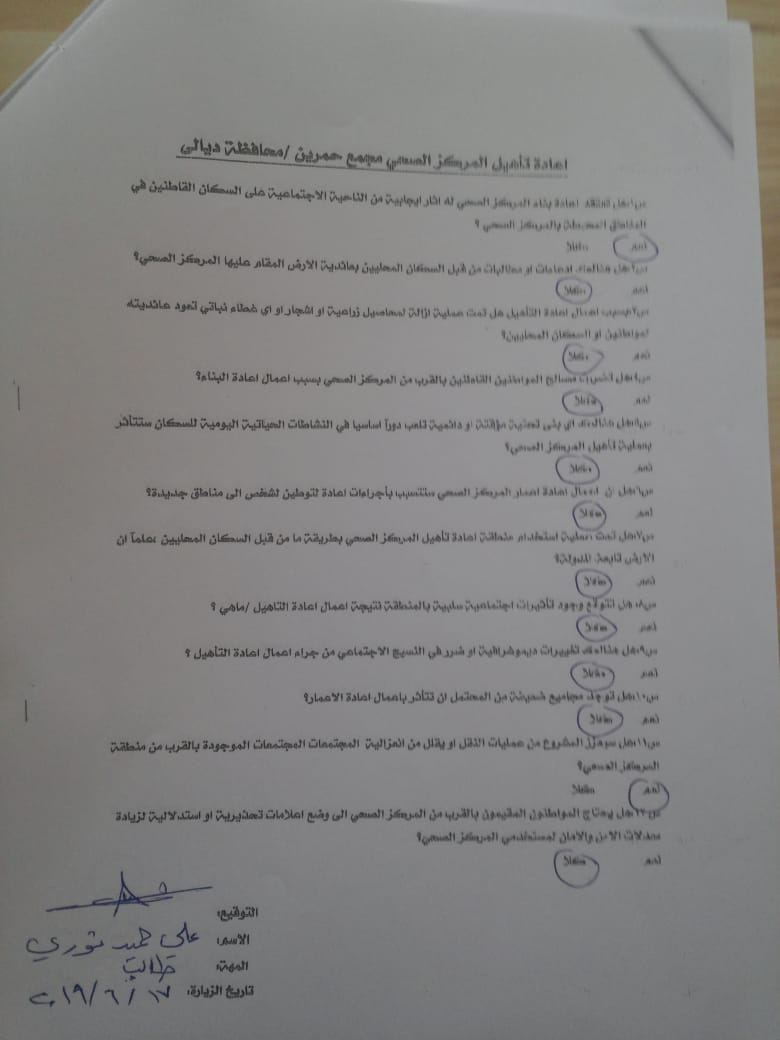 اعادة تأهيل المركز الصحي مجمع حمرين /محافظة ديالى
س١/هل تعتقد اعادة بناء المركز الصحي له اثار ايجابية من الناحية الاجتماعية على السكان القاطنين في
المناطق المحيطة بالمركز الصحي ؟
نعم كلا
س٢/هل هنالك ادعاءات او مطالبات من قبل السكان المحليين بعائدية الارض المقام عليها المركز الصحي؟
نعم كلا
س٣/بسبب اعمال اعادة التأهيل هل تمت عملية ازالة لمحاصيل زراعية او اشجار او اي غطاء نباتي تعود عائديته
لمواطنين او السكان المحليين؟
نعم كلا
س٤/هل تضررت مصالح المواطنين القاطنين بالقرب من المركز الصحي بسبب اعمال اعادة البناء؟
نعم كلا
س٥/هل هنالك اي بنى تحتية مؤقتة او دائمية تلعب دوراً اساسيا في النشاطات الحياتية اليومية للسكان ستتأثر
بعملية تأهيل المركز الصحي؟
نعم كلا
س٦/هل ان اعمال اعادة اعمار المركز الصحي ستتسبب بأجراءات اعادة لتوطين لشخص الى مناطق جديدة؟
نعم كلا
س٧/هل تمت عملية استخدام منطقة اعادة تأهيل المركز الصحي بطريقة ما من قبل السكان المحليين ،علماً ان
الارض تابعة للدولة؟
نعم كلا
س٨/هل تتوقع وجود تأثيرات اجتماعية سلبية بالمنطقة نتيجة اعمال اعادة التاهيل /ماهي ؟
نعم كلا
س٩/هل هنالك تغييرات ديموغرافية او ضرر في النسيج الاجتماعي من جراء اعمال اعادة التأهيل ؟
نعم كلا
س١٠/هل توجد مجاميع ضعيفة من المحتمل ان تتأثر باعمال اعادة الاعمار؟
نعم كلا
س١١/هل سيعزز المشروع من عمليات النقل او يقلل من انعزالية المجتمعات المجتمعات الموجودة بالقرب من منطقة
المركز الصحي؟
نعم كلا
س١٢/هل يحتاج المواطنون المقيمون بالقرب من المركز الصحي الى وضع اعلامات تحذيرية او استدلالية لزيادة
معدلات الامن والامان لمستخدمي المركز الصحي؟
نعم كلا
التوقيع:
الاسم: علي حميد نوري
المهنة: طالب
تاريخ الزيارة: ٢٠١٩/٦/١٧